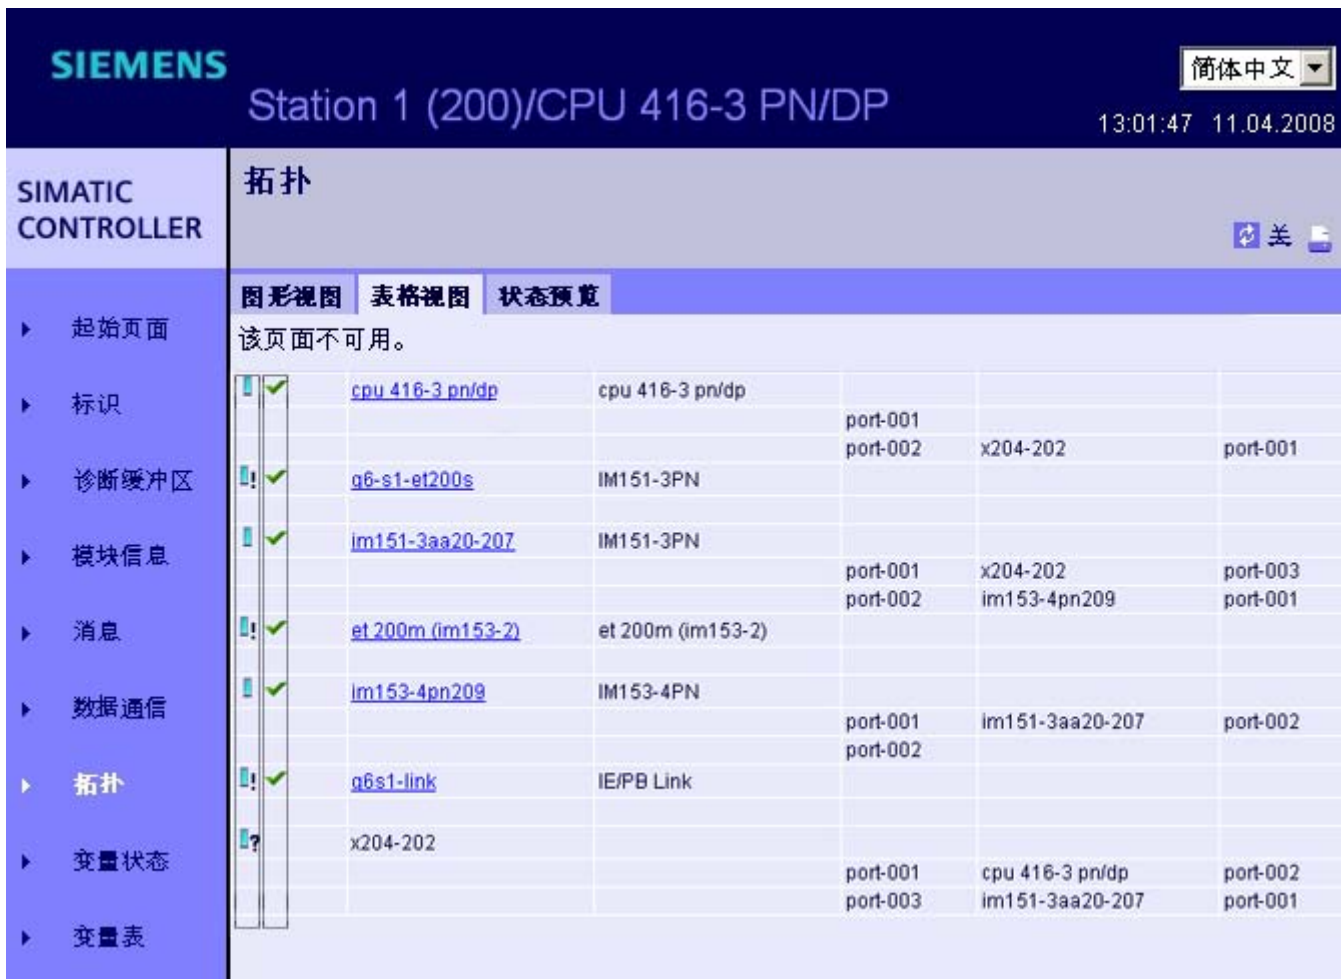 SIEMENS
简体中文
Station 1 (200)/CPU 416-3 PN/DP
13:01:47 11.04.2008
SIMATIC
CONTROLLER
拓扑
关
图形视图 表格视图 状态预览
该页面不可用。
起始页面
标识
诊断缓冲区
模块信息
消息
数据通信
拓扑
变量状态
变量表
cpu 416-3 pn/dp cpu 416-3 pn/dp
port-001
port-002 x204-202 port-001
! g6-s1-et200s IM151-3PN
im151-3aa20-207 IM151-3PN
port-001 x204-202 port-003
port-002 im153-4pn209 port-001
! et 200m (im153-2) et 200m (im153-2)
im153-4pn209 IM153-4PN
port-001 im151-3aa20-207 port-002
port-002
! g6s1-link IE/PB Link
? x204-202
port-001 cpu 416-3 pn/dp port-002
port-003 im151-3aa20-207 port-001